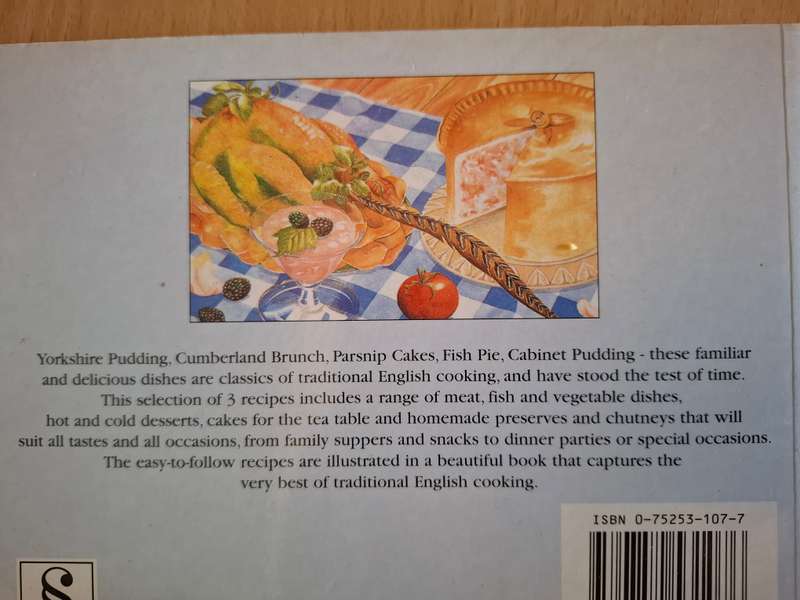 Yorkshire Pudding, Cumberland Brunch, Parsnip Cakes, Fish Pie, Cabinet Pudding - these familiar
and delicious dishes are classics of traditional English cooking, and have stood the test of time.
This selection of 3 recipes includes a range of meat, fish and vegetable dishes,
hot and cold desserts, cakes for the tea table and homemade preserves and chutneys that will
suit all tastes and all occasions, from family suppers and snacks to dinner parties or special occasions.
The easy-to-follow recipes are illustrated in a beautiful book that captures the
very best of traditional English cooking.
ISBN 0-75253-107-7
§